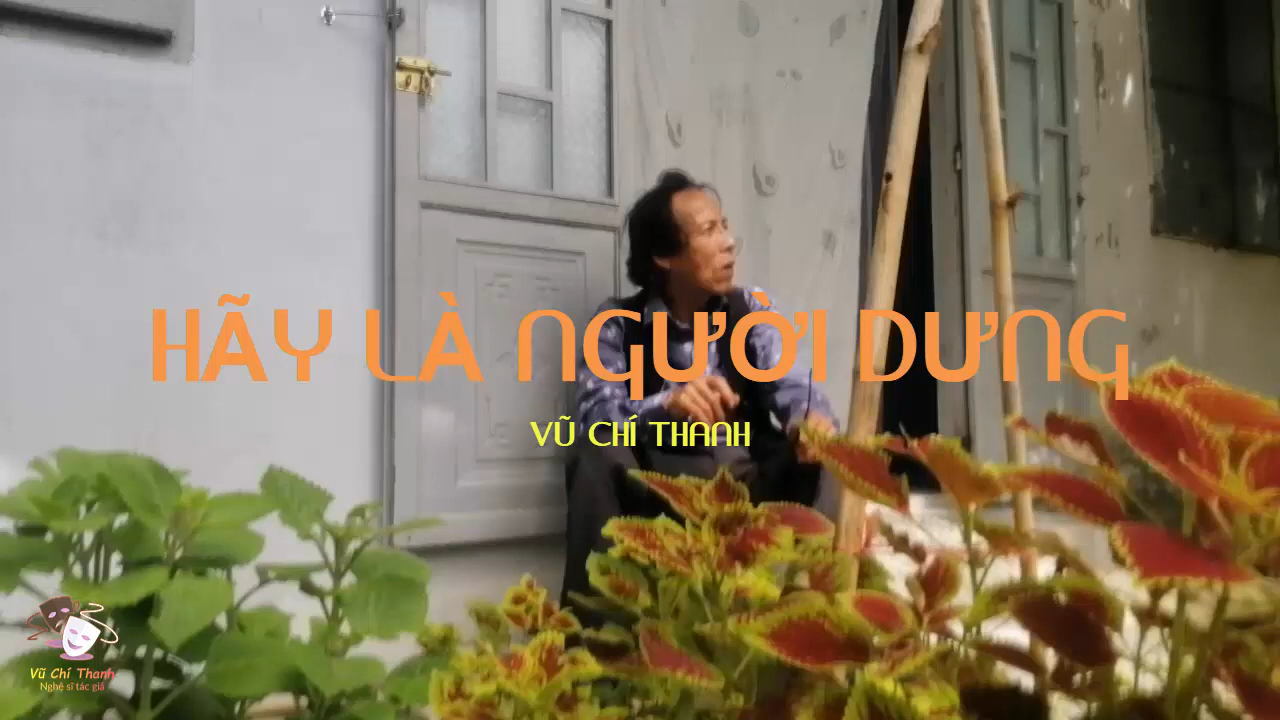 HÃY LÀ NGƯỜI DƯNG
VŨ CHÍ THANH
Vũ Chí Thanh
Nghệ sĩ tác giả